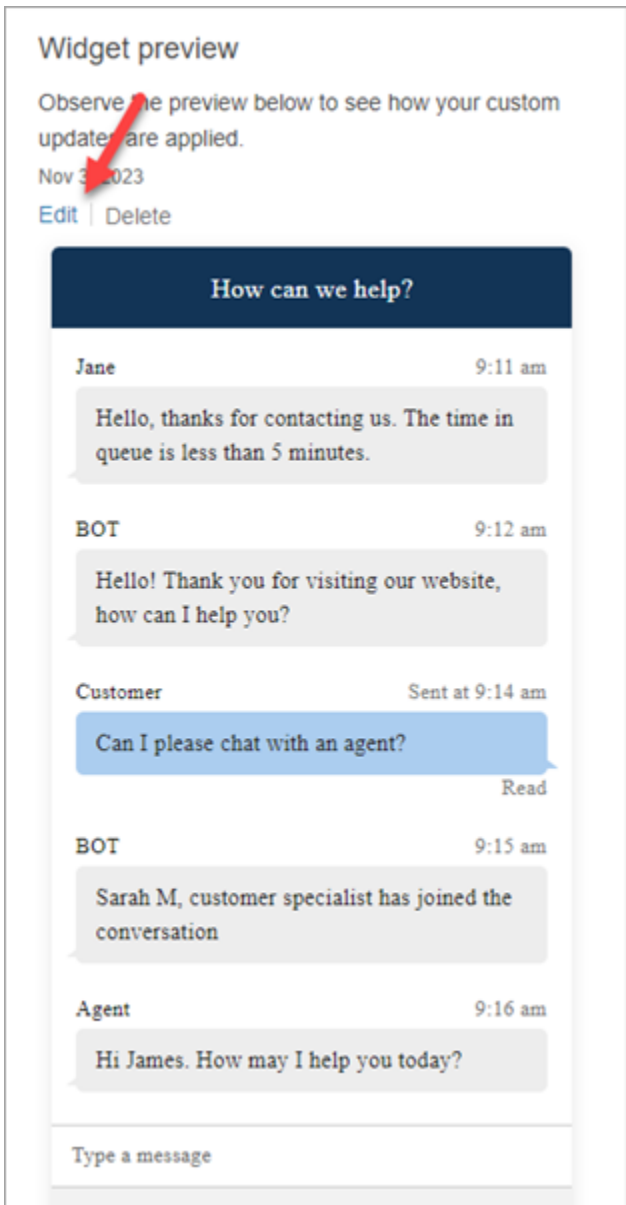 Widget preview
Observe the preview below to see how your custom
updates are applied.
Nov 3, 2023
Edit | Delete
How can we help?
Jane 9:11 am
Hello, thanks for contacting us. The time in
queue is less than 5 minutes.
BOT 9:12 am
Hello! Thank you for visiting our website,
how can I help you?
Customer Sent at 9:14 am
Can I please chat with an agent?
Read
BOT 9:15 am
Sarah M, customer specialist has joined the
conversation
Agent 9:16 am
Hi James. How may I help you today?
Type a message